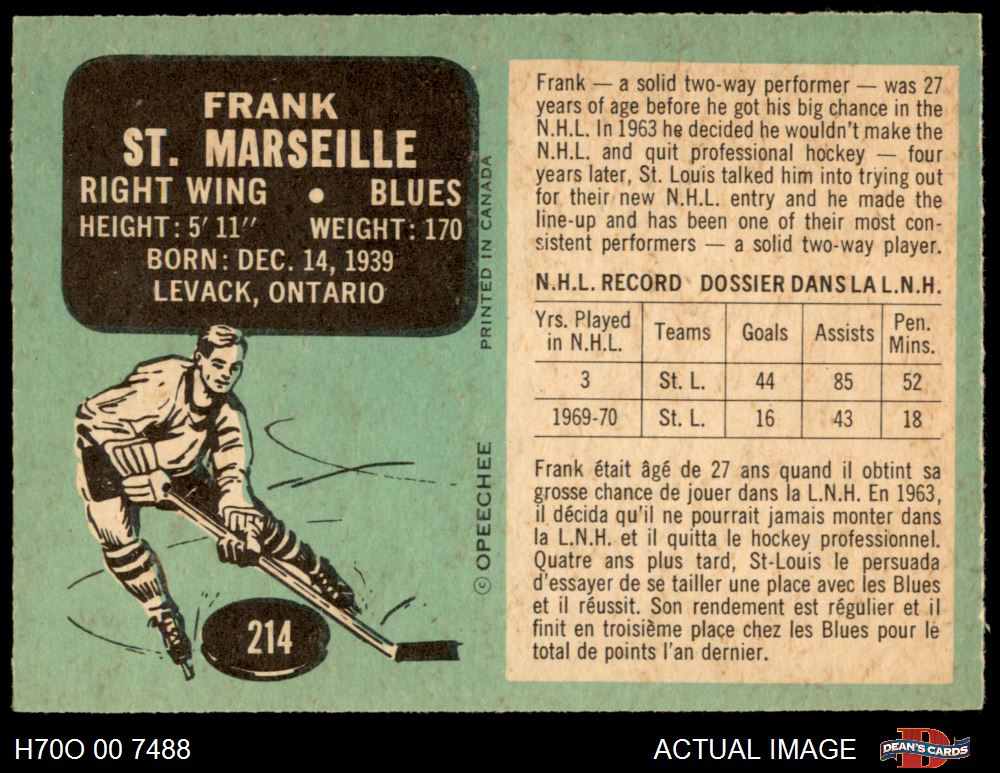 FRANK
ST. MARSEILLE
RIGHT WING • BLUES
HEIGHT: 5' 11" WEIGHT: 170
BORN: DEC. 14, 1939
LEVACK, ONTARIO
PRINTED IN CANADA
© OPEECHEE
214
Frank — a solid two-way performer — was 27
years of age before he got his big chance in the
N.H.L. In 1963 he decided he wouldn't make the
N.H.L. and quit professional hockey — four
years later, St. Louis talked him into trying out
for their new N.H.L. entry and he made the
line-up and has been one of their most con-
sistent performers — a solid two-way player.
N.H.L. RECORD DOSSIER DANS LA L.N.H.
Yrs. Played in N.H.L. Teams Goals Assists Pen. Mins.
3 St. L. 44 85 52
1969-70 St. L. 16 43 18
Frank était âgé de 27 ans quand il obtint sa
grosse chance de jouer dans la L.N.H. En 1963,
il décida qu'il ne pourrait jamais monter dans
la L.N.H. et il quitta le hockey professionnel.
Quatre ans plus tard, St-Louis le persuada
d'essayer de se tailler une place avec les Blues
et il réussit. Son rendement est régulier et il
finit en troisième place chez les Blues pour le
total de points l'an dernier.
H70O 00 7488 ACTUAL IMAGE DEAN'S CARDS